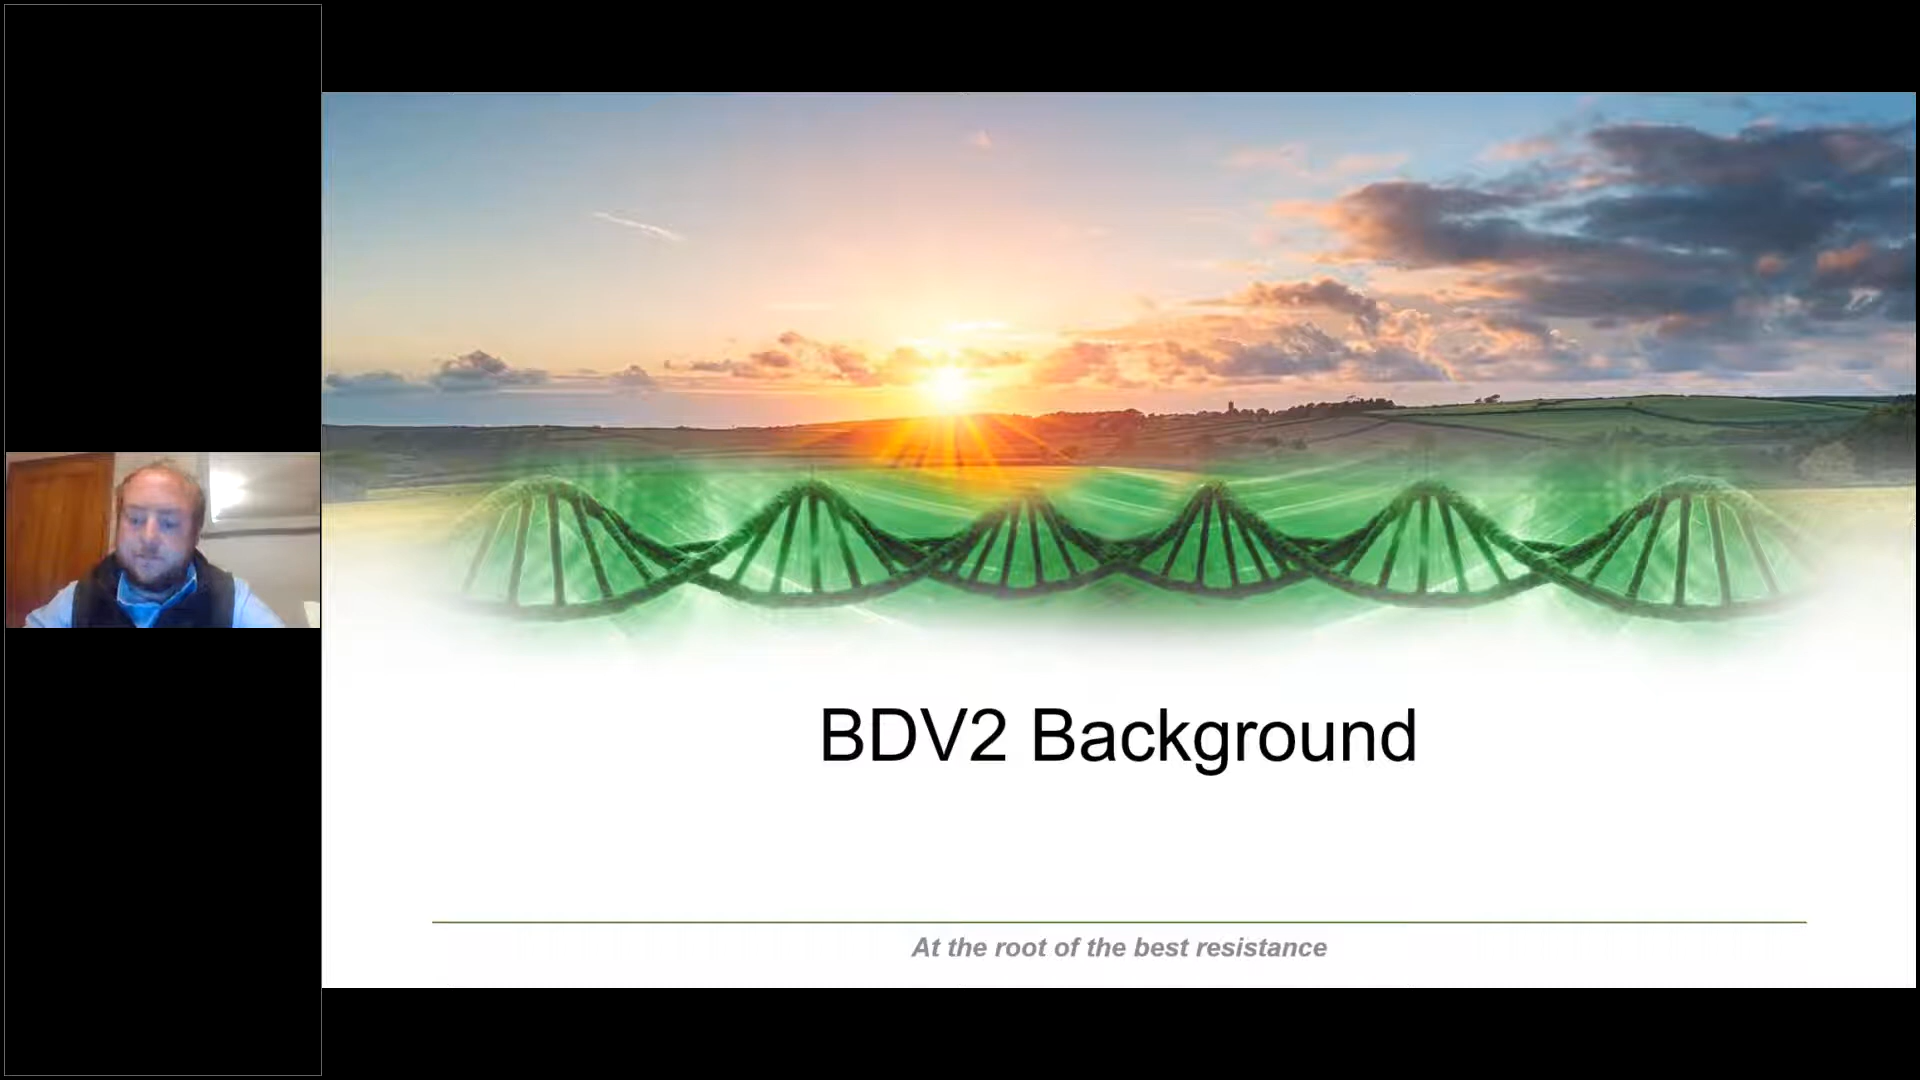 BDV2 Background
At the root of the best resistance